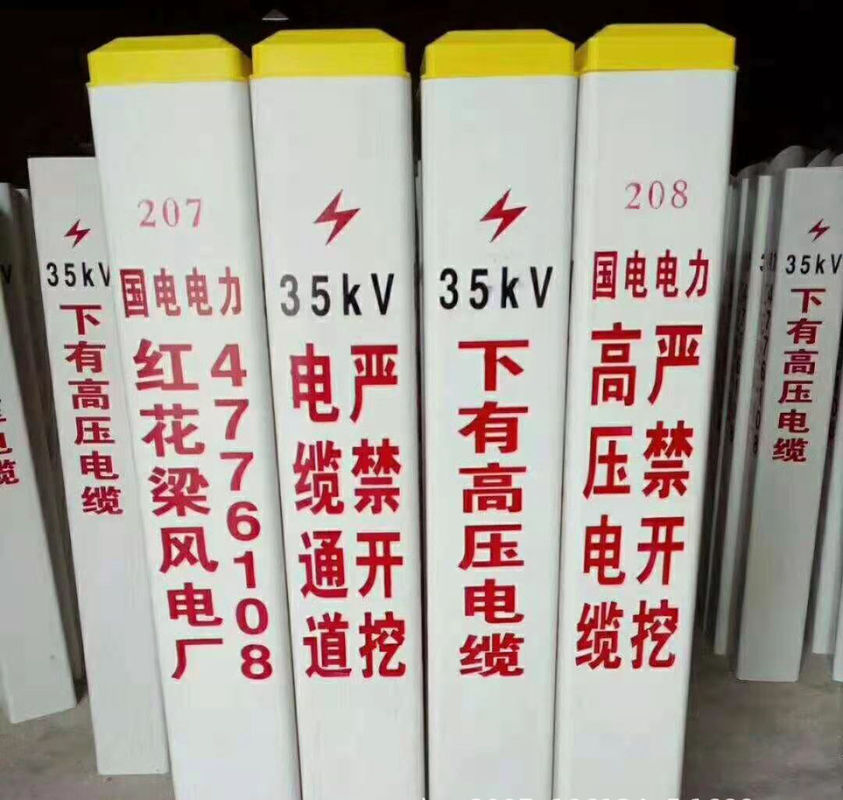 207
国电电力
红花梁风电厂
4776108
35kV
电缆通道
严禁开挖
35kV
下有高压电缆
208
国电电力
高压电缆
严禁开挖
35kV
下有高压电缆
35kV
下有高压电缆